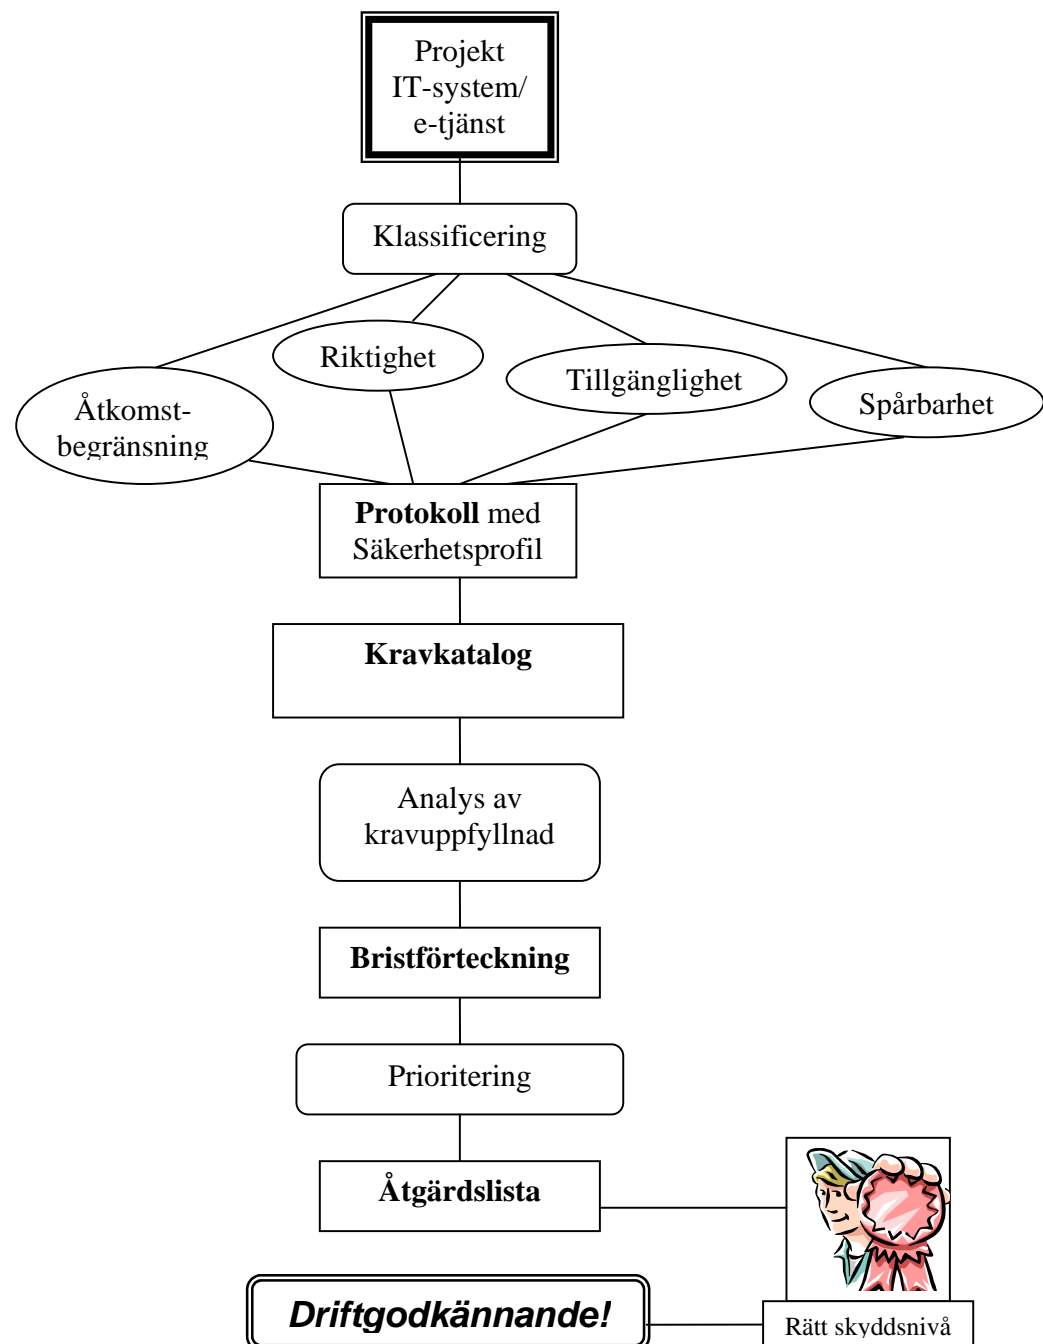 Projekt
IT-system/
e-tjänst
Klassificering
Riktighet
Tillgänglighet
Åtkomst-
begränsning
Spårbarhet
Protokoll med
Säkerhetsprofil
Kravkatalog
Analys av
kravuppfyllnad
Bristförteckning
Prioritering
Åtgärdslista
Driftgodkännande!
Rätt skyddsnivå